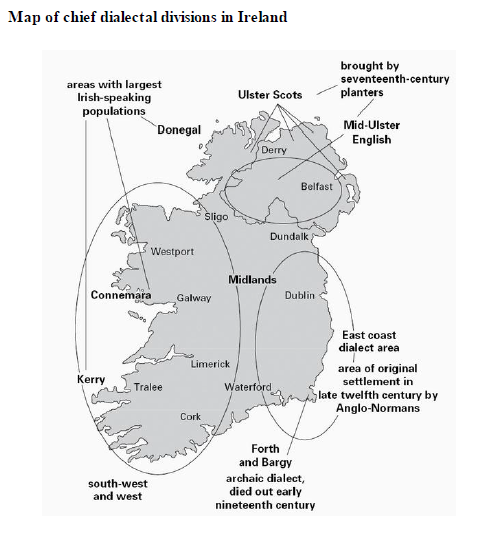 Map of chief dialectal divisions in Ireland
brought by
seventeenth-century
planters
areas with largest
Irish-speaking
populations
Ulster Scots
Donegal
Mid-Ulster
English
Derry
Belfast
Sligo
Dundalk
Westport
Midlands
Connemara
Galway
Dublin
East coast
dialect area
Limerick
area of original
settlement in
late twelfth century by
Anglo-Normans
Kerry
Tralee
Waterford
Cork
Forth
and Bargy
archaic dialect,
died out early
nineteenth century
south-west
and west